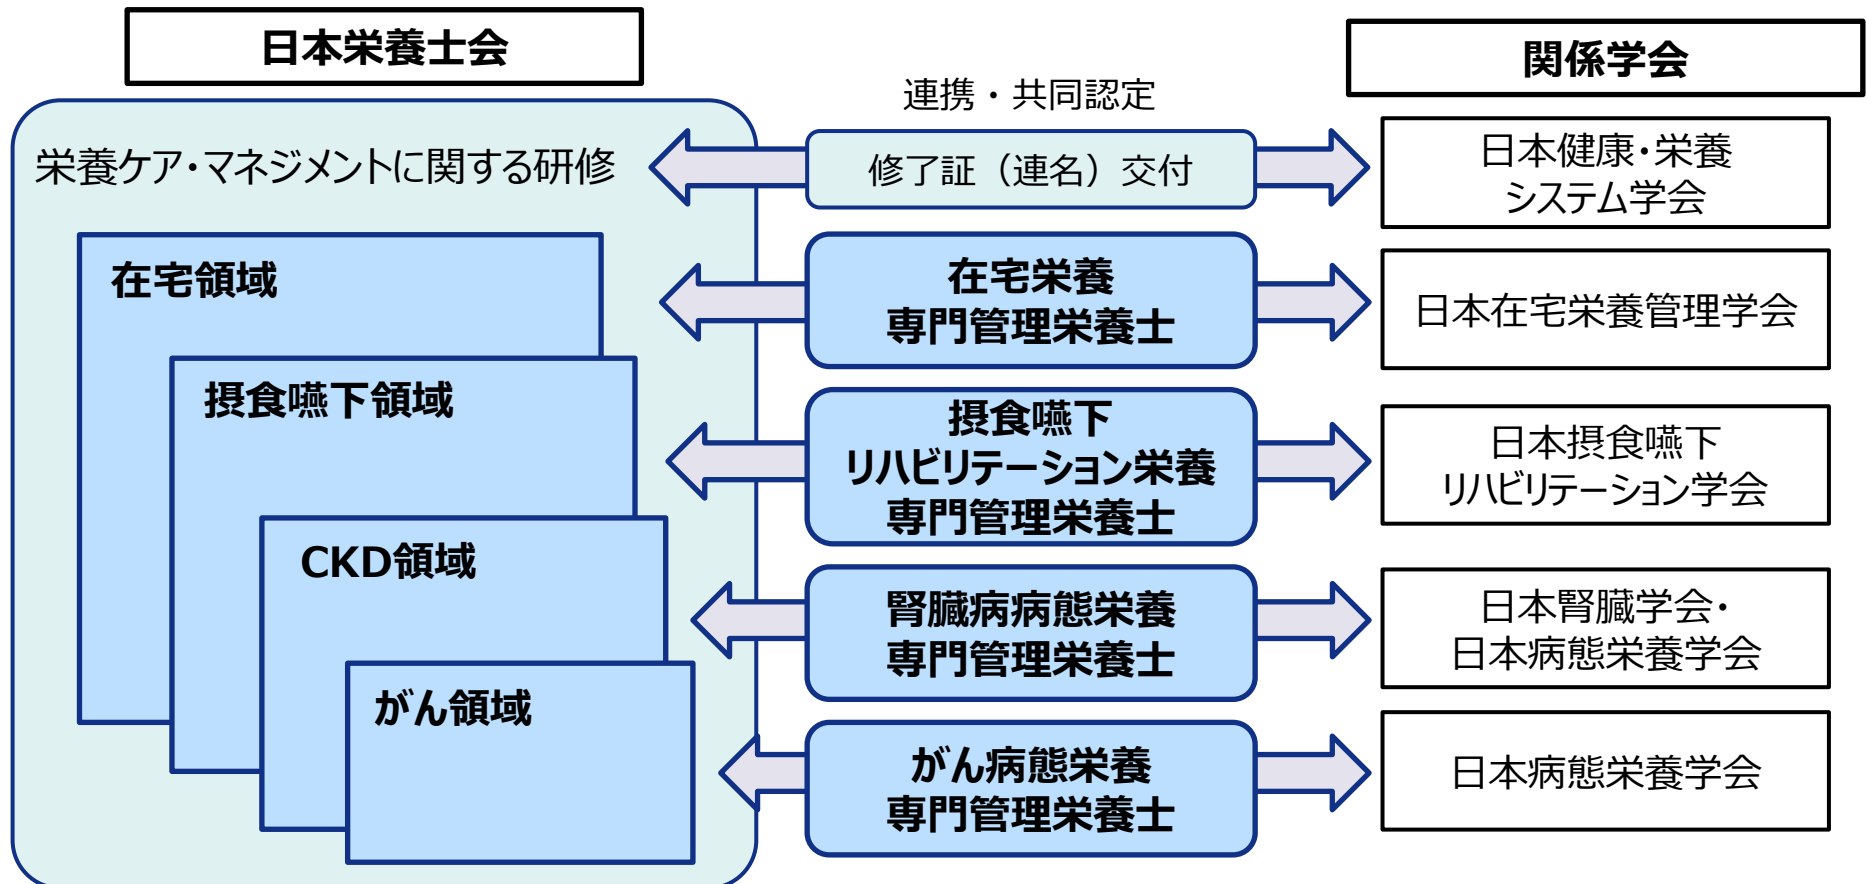 日本栄養士会
関係学会
連携・共同認定
栄養ケア・マネジメントに関する研修
修了証（連名）交付
日本健康・栄養
システム学会
在宅領域
在宅栄養
専門管理栄養士
日本在宅栄養管理学会
摂食嚥下領域
摂食嚥下
リハビリテーション栄養
専門管理栄養士
日本摂食嚥下
リハビリテーション学会
CKD領域
腎臓病病態栄養
専門管理栄養士
日本腎臓学会・
日本病態栄養学会
がん領域
がん病態栄養
専門管理栄養士
日本病態栄養学会